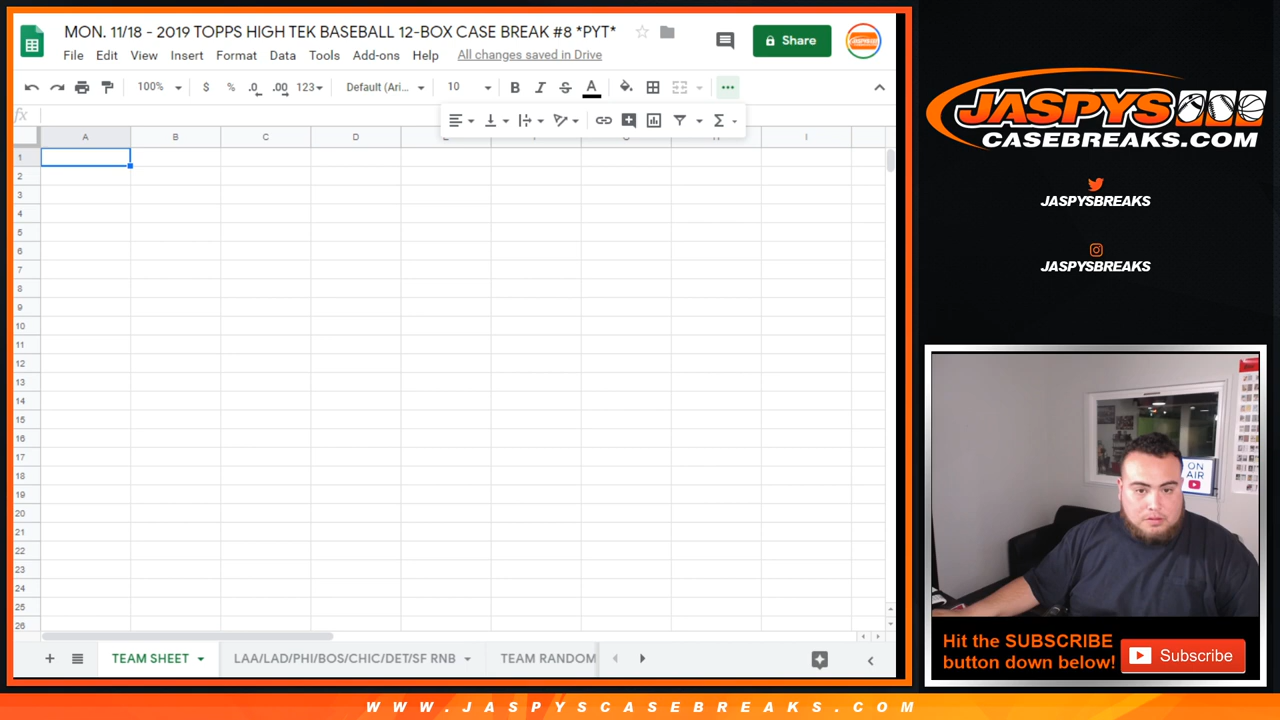 MON. 11/18 - 2019 TOPPS HIGH TEK BASEBALL 12-BOX CASE BREAK #8 *PYT*
Share
File Edit View Insert Format Data Tools Add-ons Help All changes saved in Drive
100% $ % .0 .00 123 Default (Ari... 10 B I S A
fx
A B C D I
1
2
3
4
5
6
7
8
9
10
11
12
13
14
15
16
17
18
19
20
21
22
23
24
25
26
TEAM SHEET LAA/LAD/PHI/BOS/CHIC/DET/SF RNB TEAM RANDOM
JASPYS
CASEBREAKS.COM
JASPYSBREAKS
JASPYSBREAKS
ON
AIR
Hit the SUBSCRIBE
button down below!
Subscribe
WWW.JASPYSCASEBREAKS.COM